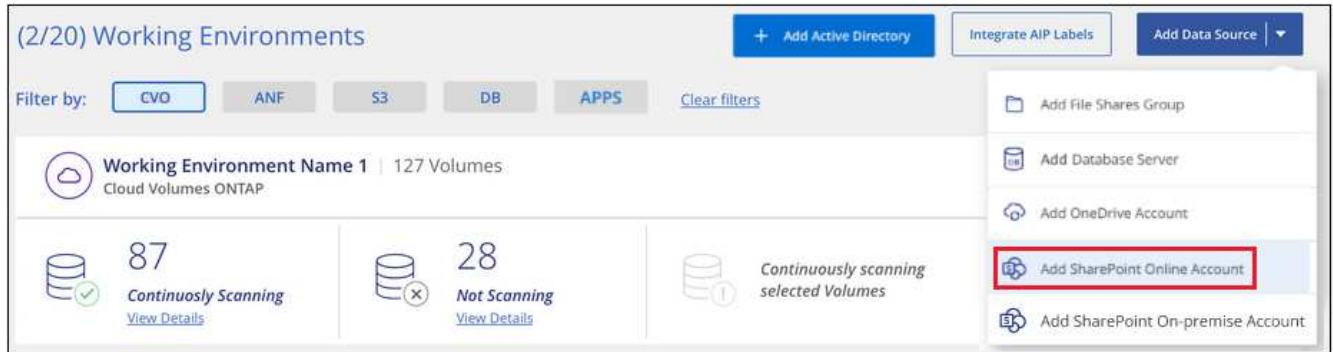 (2/20) Working Environments
+ Add Active Directory
Integrate AIP Labels
Add Data Source
Filter by:
CVO
ANF
S3
DB
APPS
Clear filters
Add File Shares Group
DB
Add Database Server
Add OneDrive Account
S
Add SharePoint Online Account
S
Add SharePoint On-premise Account
Working Environment Name 1 | 127 Volumes
Cloud Volumes ONTAP
87
Continuosly Scanning
View Details
28
Not Scanning
View Details
Continuously scanning
selected Volumes